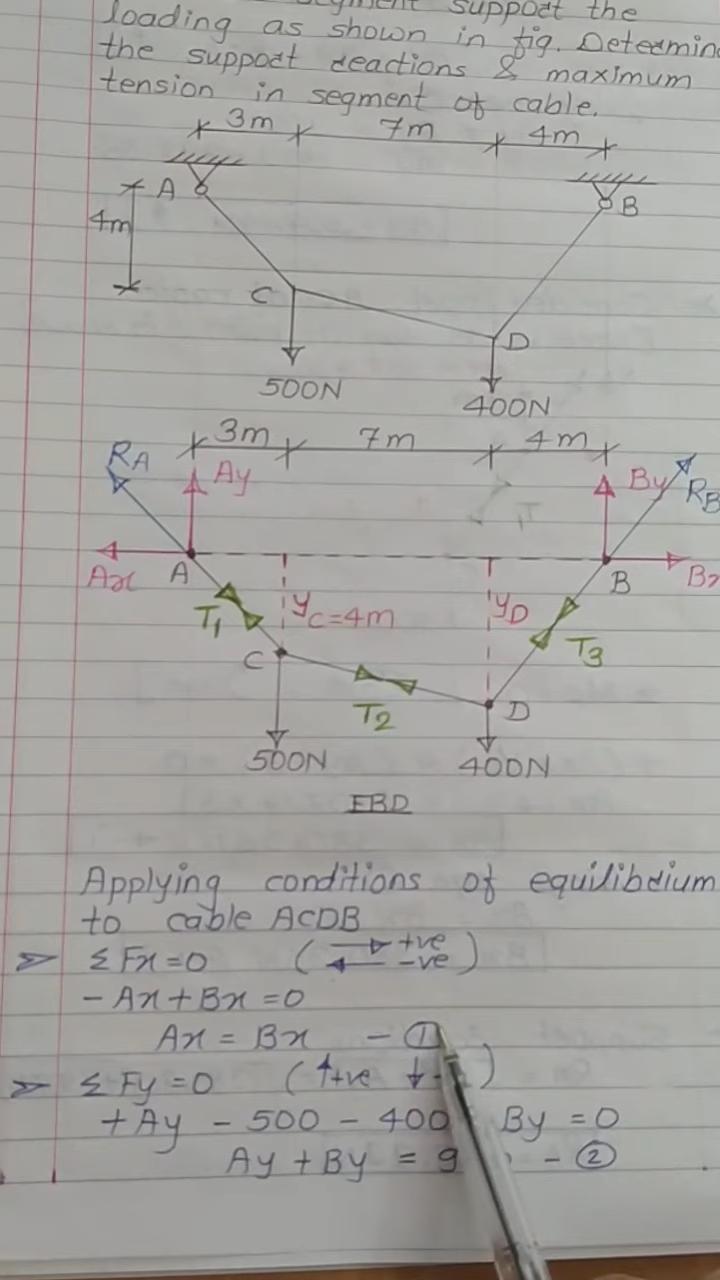 support the
loading as shown in fig. Determine
the support reactions & maximum
tension in segment of cable.
3m 7m 4m
A B
4m
C
D
500N
400N
3m 7m 4m
RA Ay By RB
Ax A B Bx
T1 yC=4m yD T3
C
T2 D
500N 400N
FBD
Applying conditions of equilibrium
to cable ACDB
⇒ ΣFx=0 (→ +ve ← -ve)
-Ax+Bx=0
Ax = Bx - ①
⇒ ΣFy=0 (↑+ve ↓-
+Ay - 500 - 400 By = 0
Ay + By = 9 - ②